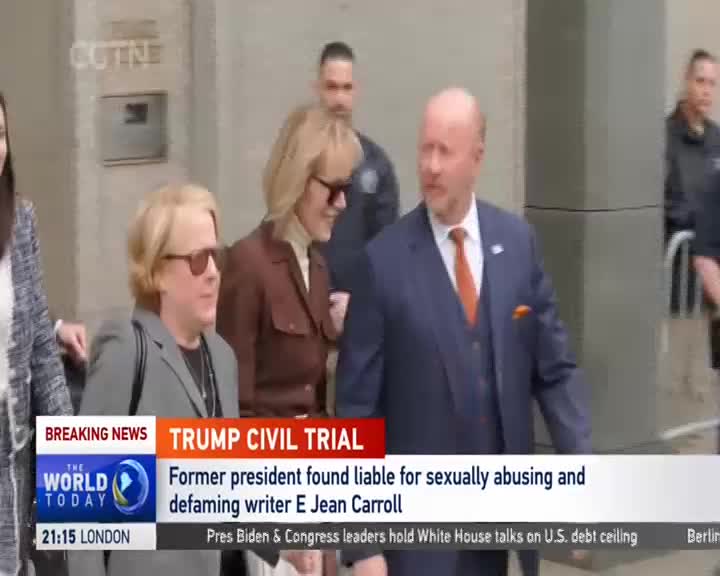 CGTN
BREAKING NEWS
TRUMP CIVIL TRIAL
THE
WORLD
TODAY
Former president found liable for sexually abusing and
defaming writer E Jean Carroll
21:15 LONDON
Pres Biden & Congress leaders hold White House talks on U.S. debt ceiling
Berlin